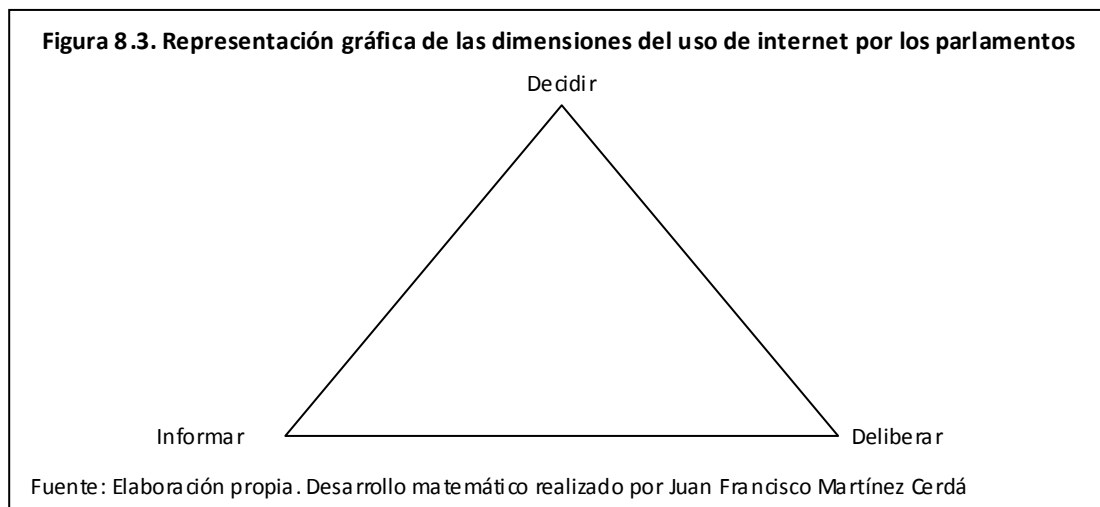 Figura 8.3. Representación gráfica de las dimensiones del uso de internet por los parlamentos
Decidir
Informar
Deliberar
Fuente: Elaboración propia. Desarrollo matemático realizado por Juan Francisco Martínez Cerdá